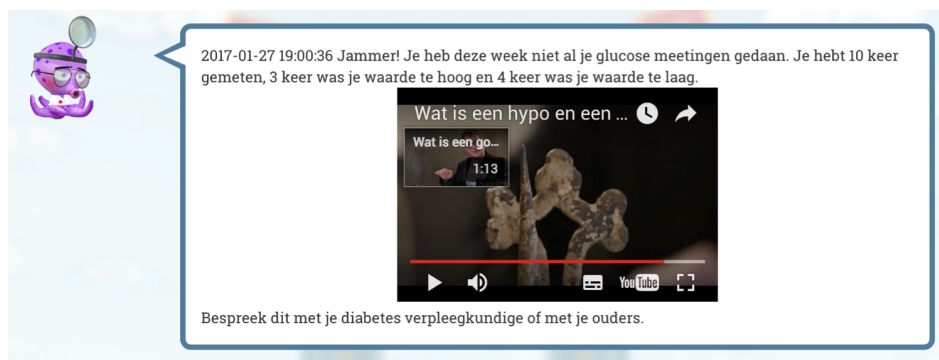 2017-01-27 19:00:36 Jammer! Je heb deze week niet al je glucose meetingen gedaan. Je hebt 10 keer
gemeten, 3 keer was je waarde te hoog en 4 keer was je waarde te laag.
Wat is een hypo en een ...
Wat is een go...
1:13
YouTube
Bespreek dit met je diabetes verpleegkundige of met je ouders.